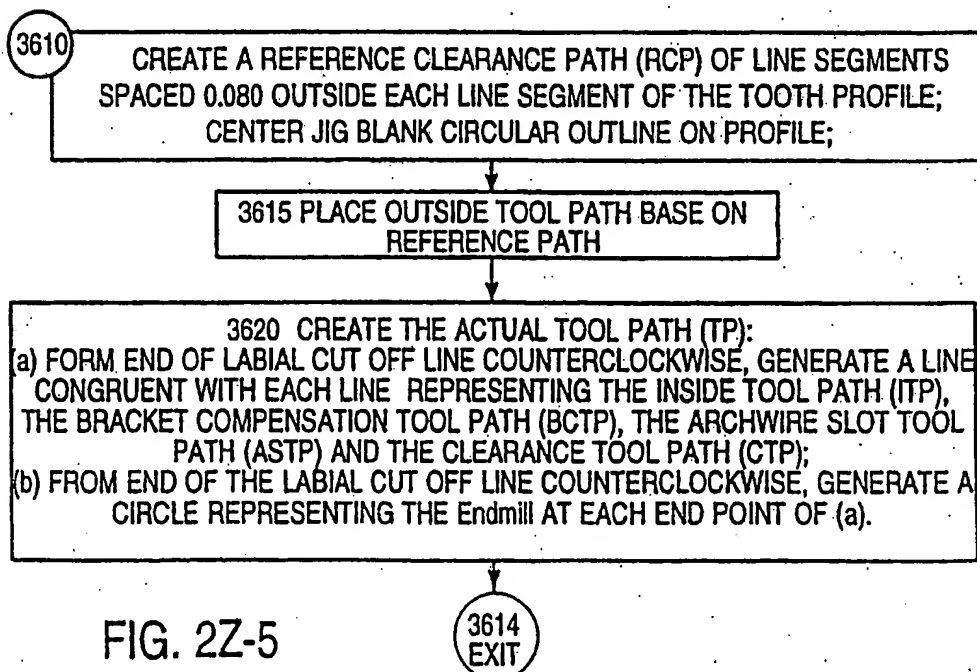 3610
CREATE A REFERENCE CLEARANCE PATH (RCP) OF LINE SEGMENTS
SPACED 0.080 OUTSIDE EACH LINE SEGMENT OF THE TOOTH PROFILE;
CENTER JIG BLANK CIRCULAR OUTLINE ON PROFILE;
3615 PLACE OUTSIDE TOOL PATH BASE ON
REFERENCE PATH
3620 CREATE THE ACTUAL TOOL PATH (TP):
(a) FORM END OF LABIAL CUT OFF LINE COUNTERCLOCKWISE, GENERATE A LINE
CONGRUENT WITH EACH LINE REPRESENTING THE INSIDE TOOL PATH (ITP),
THE BRACKET COMPENSATION TOOL PATH (BCTP), THE ARCHWIRE SLOT TOOL
PATH (ASTP) AND THE CLEARANCE TOOL PATH (CTP);
(b) FROM END OF THE LABIAL CUT OFF LINE COUNTERCLOCKWISE, GENERATE A
CIRCLE REPRESENTING THE Endmill AT EACH END POINT OF (a).
FIG. 2Z-5
3614
EXIT